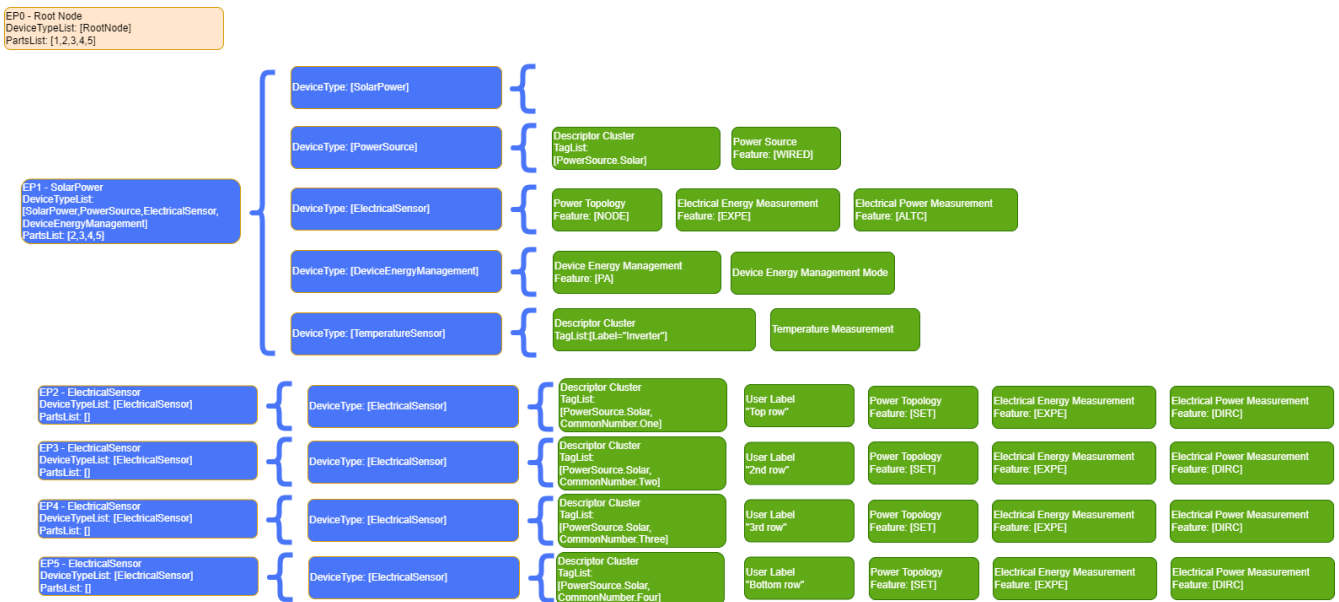 EP0 - Root Node
DeviceTypeList: [RootNode]
PartsList: [1,2,3,4,5]
EP1 - SolarPower
DeviceTypeList:
[SolarPower,PowerSource,ElectricalSensor,
DeviceEnergyManagement]
PartsList: [2,3,4,5]
DeviceType: [SolarPower]
DeviceType: [PowerSource]
Descriptor Cluster
TagList:
[PowerSource.Solar]
Power Source
Feature: [WIRED]
DeviceType: [ElectricalSensor]
Power Topology
Feature: [NODE]
Electrical Energy Measurement
Feature: [EXPE]
Electrical Power Measurement
Feature: [ALTC]
DeviceType: [DeviceEnergyManagement]
Device Energy Management
Feature: [PA]
Device Energy Management Mode
DeviceType: [TemperatureSensor]
Descriptor Cluster
TagList:[Label="Inverter"]
Temperature Measurement
EP2 - ElectricalSensor
DeviceTypeList: [ElectricalSensor]
PartsList: []
DeviceType: [ElectricalSensor]
Descriptor Cluster
TagList:
[PowerSource.Solar,
CommonNumber.One]
User Label
"Top row"
Power Topology
Feature: [SET]
Electrical Energy Measurement
Feature: [EXPE]
Electrical Power Measurement
Feature: [DIRC]
EP3 - ElectricalSensor
DeviceTypeList: [ElectricalSensor]
PartsList: []
DeviceType: [ElectricalSensor]
Descriptor Cluster
TagList:
[PowerSource.Solar,
CommonNumber.Two]
User Label
"2nd row"
Power Topology
Feature: [SET]
Electrical Energy Measurement
Feature: [EXPE]
Electrical Power Measurement
Feature: [DIRC]
EP4 - ElectricalSensor
DeviceTypeList: [ElectricalSensor]
PartsList: []
DeviceType: [ElectricalSensor]
Descriptor Cluster
TagList:
[PowerSource.Solar,
CommonNumber.Three]
User Label
"3rd row"
Power Topology
Feature: [SET]
Electrical Energy Measurement
Feature: [EXPE]
Electrical Power Measurement
Feature: [DIRC]
EP5 - ElectricalSensor
DeviceTypeList: [ElectricalSensor]
PartsList: []
DeviceType: [ElectricalSensor]
Descriptor Cluster
TagList:
[PowerSource.Solar,
CommonNumber.Four]
User Label
"Bottom row"
Power Topology
Feature: [SET]
Electrical Energy Measurement
Feature: [EXPE]
Electrical Power Measurement
Feature: [DIRC]